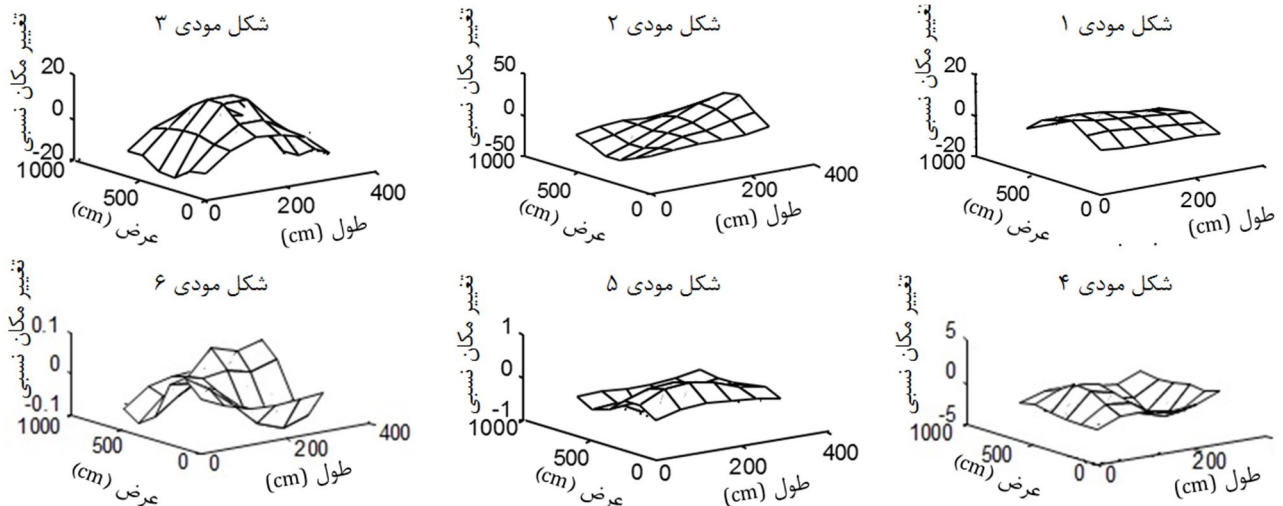 شکل مودی ۱
تغییر مکان نسبی
20
0
-20
1000
500
0
0
200
عرض (cm)
طول (cm)
شکل مودی ۲
تغییر مکان نسبی
50
0
-50
1000
500
0
0
200
400
عرض (cm)
طول (cm)
شکل مودی ۳
تغییر مکان نسبی
20
0
-20
1000
500
0
0
200
400
عرض (cm)
طول (cm)
شکل مودی ۴
تغییر مکان نسبی
5
0
-5
1000
500
0
0
200
عرض (cm)
طول (cm)
شکل مودی ۵
تغییر مکان نسبی
1
0
-1
1000
500
0
0
200
400
عرض (cm)
طول (cm)
شکل مودی ۶
تغییر مکان نسبی
0.1
0
-0.1
1000
500
0
0
200
400
عرض (cm)
طول (cm)